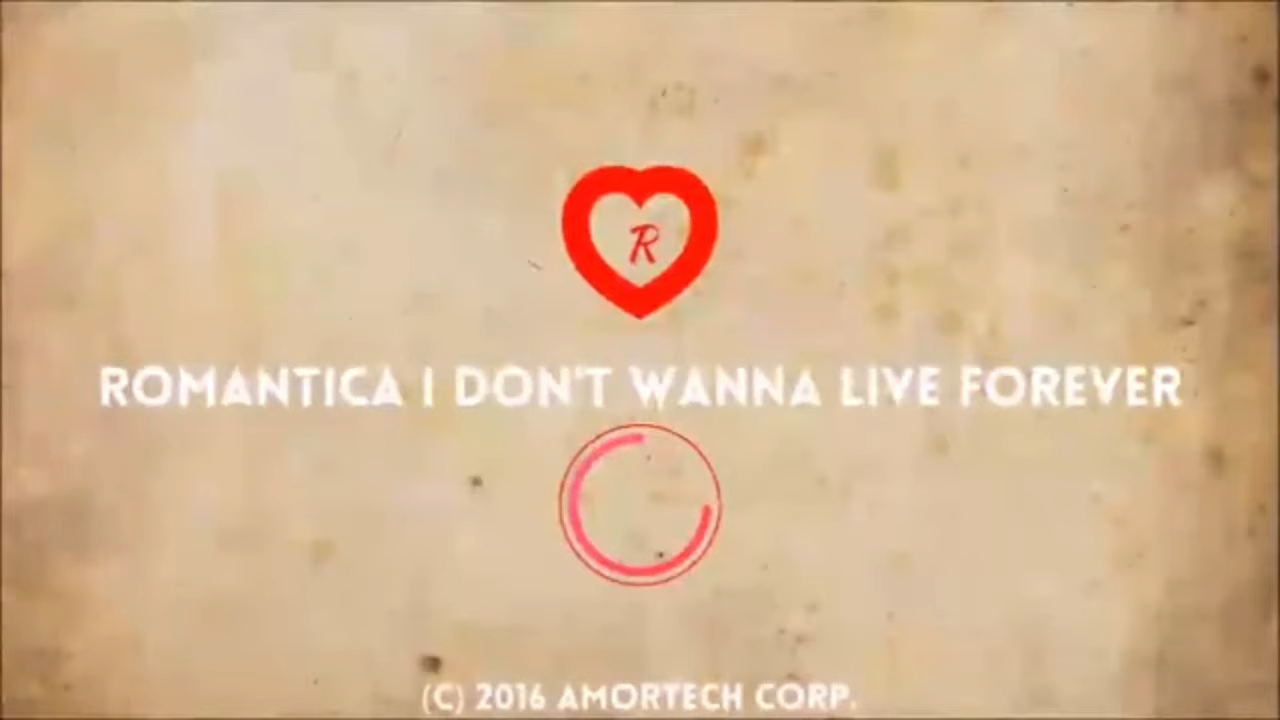 R
ROMANTICA I DON'T WANNA LIVE FOREVER
(C) 2016 AMORTECH CORP.